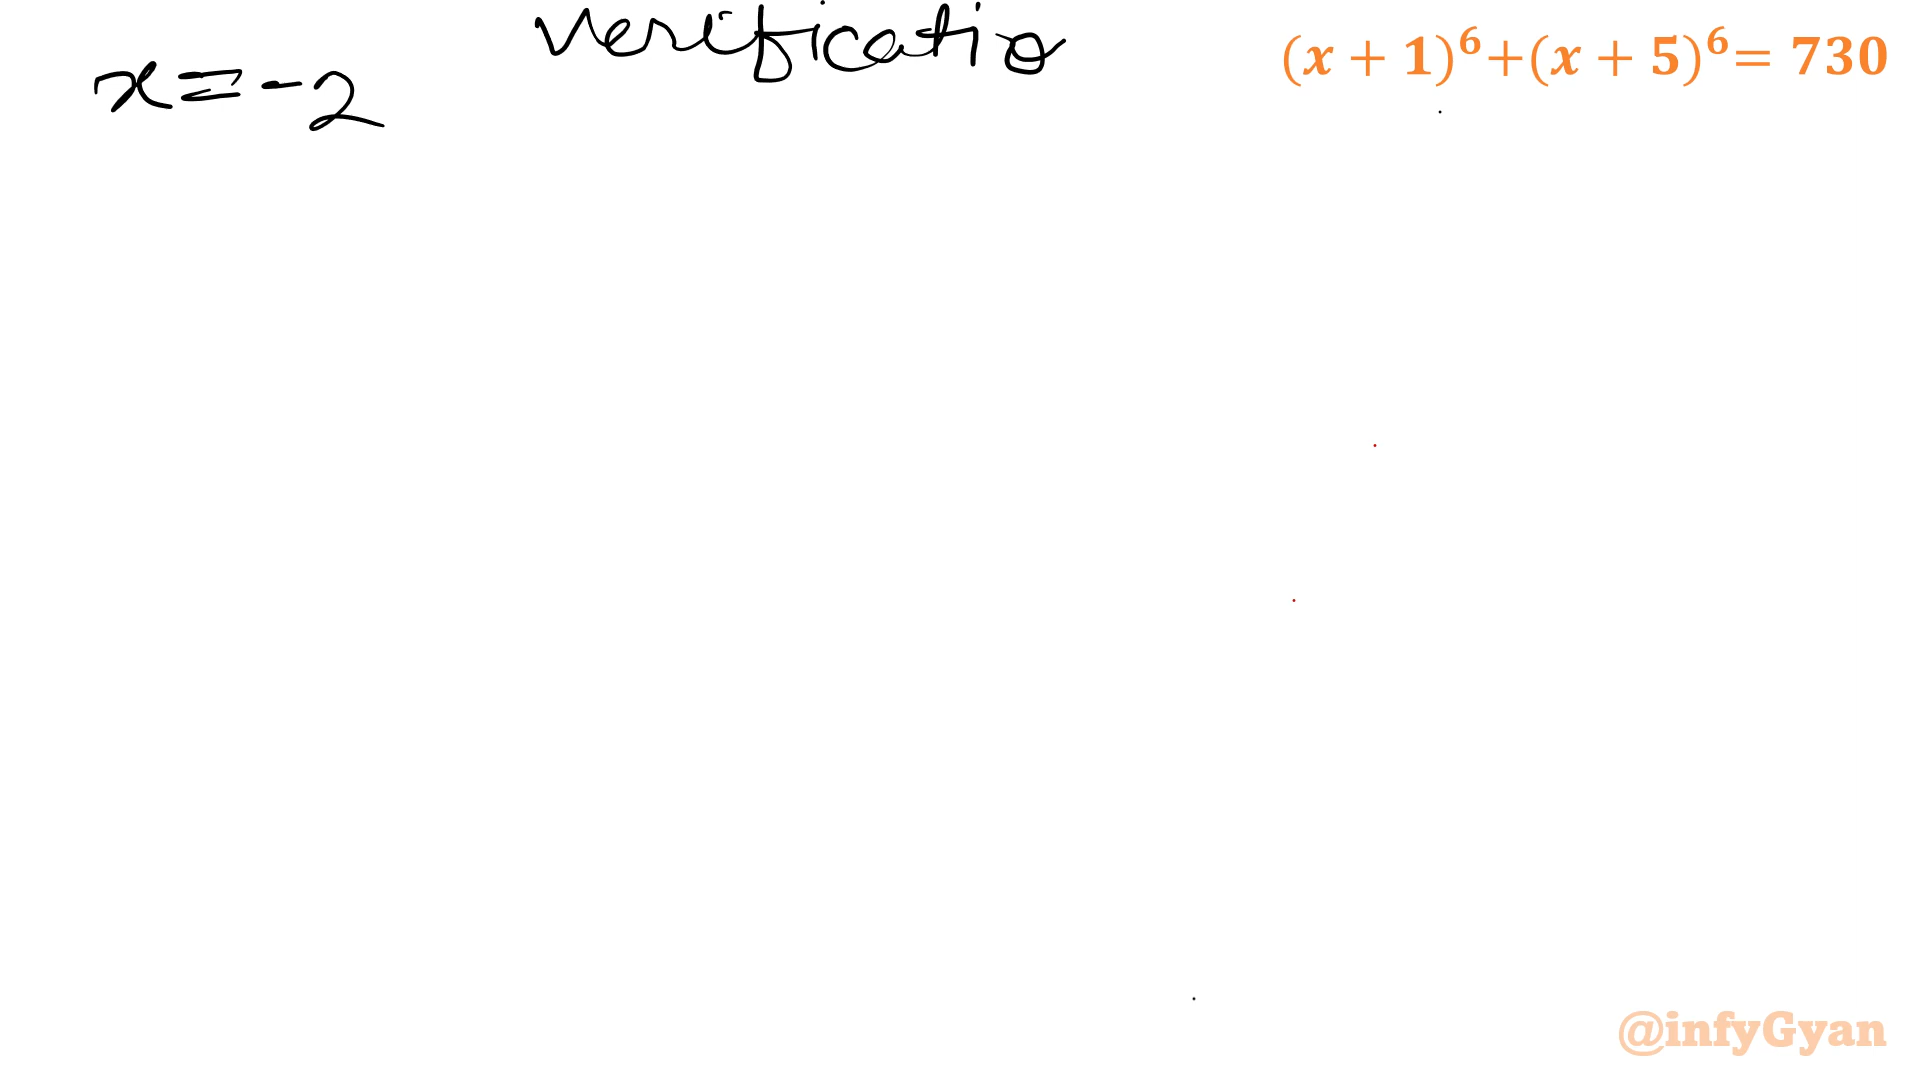 verificatio
(x + 1)⁶+(x + 5)⁶= 730
x = -2
@infyGyan